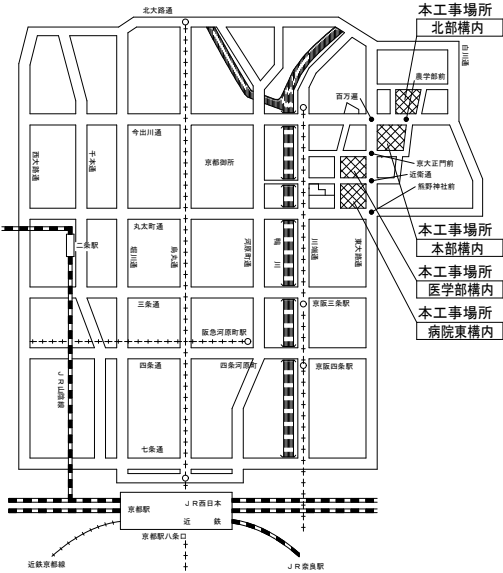 本工事場所
北部構内
北大路通
白川通
農学部前
百万遍
今出川通
京都御所
西大路通
千本通
京大正門前
近衛通
熊野神社前
丸太町通
堀川通
烏丸通
河原町通
鴨川
川端通
東大路通
二条駅
本工事場所
本部構内
本工事場所
医学部構内
本工事場所
病院東構内
三条通
京阪三条駅
阪急河原町駅
四条通
四条河原町
京阪四条駅
JR山陰線
七条通
京都駅
JR西日本
近鉄
京都駅八条口
近鉄京都線
JR奈良駅